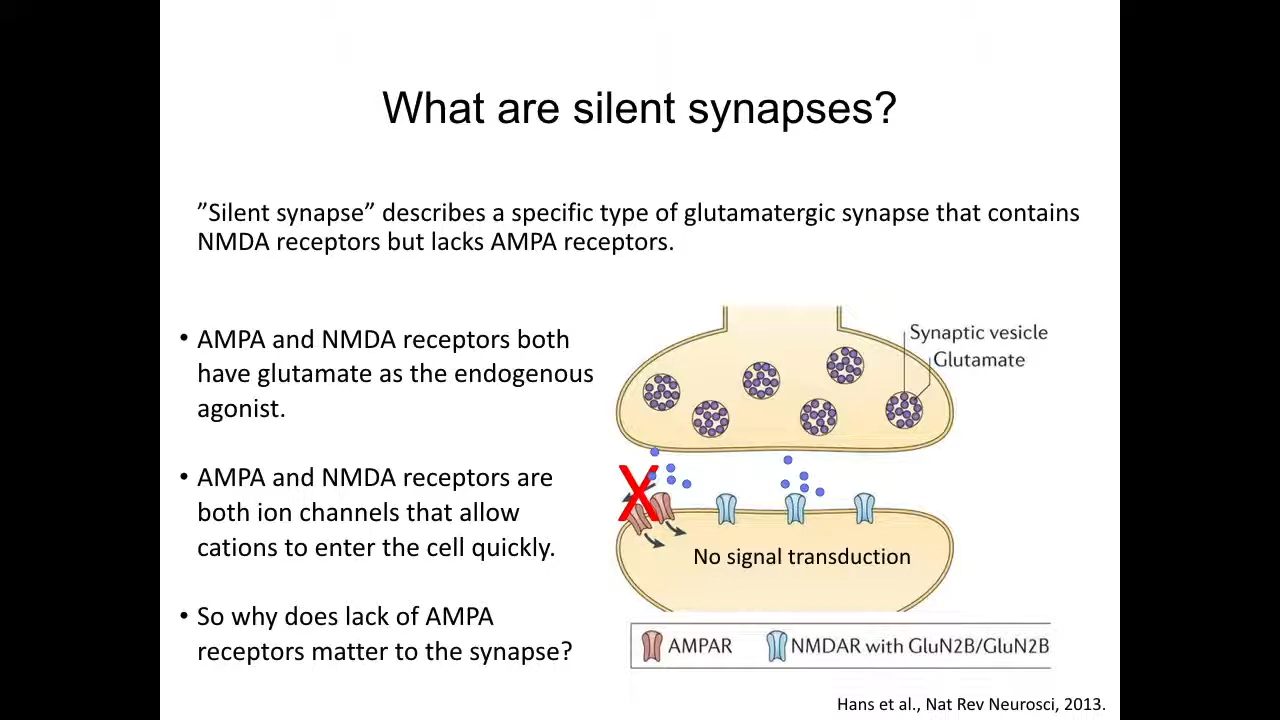 What are silent synapses?
”Silent synapse” describes a specific type of glutamatergic synapse that contains
NMDA receptors but lacks AMPA receptors.
• AMPA and NMDA receptors both
have glutamate as the endogenous
agonist.
• AMPA and NMDA receptors are
both ion channels that allow
cations to enter the cell quickly.
• So why does lack of AMPA
receptors matter to the synapse?
Synaptic vesicle
Glutamate
X
No signal transduction
AMPAR
NMDAR with GluN2B/GluN2B
Hans et al., Nat Rev Neurosci, 2013.